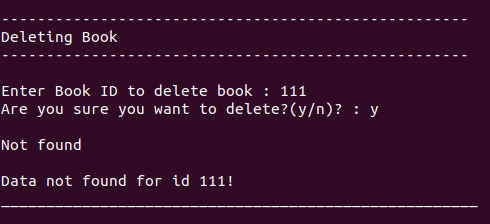 ----------------------------------------------------
Deleting Book
----------------------------------------------------
Enter Book ID to delete book : 111
Are you sure you want to delete?(y/n)? : y
Not found
Data not found for id 111!
_____________________________________________________